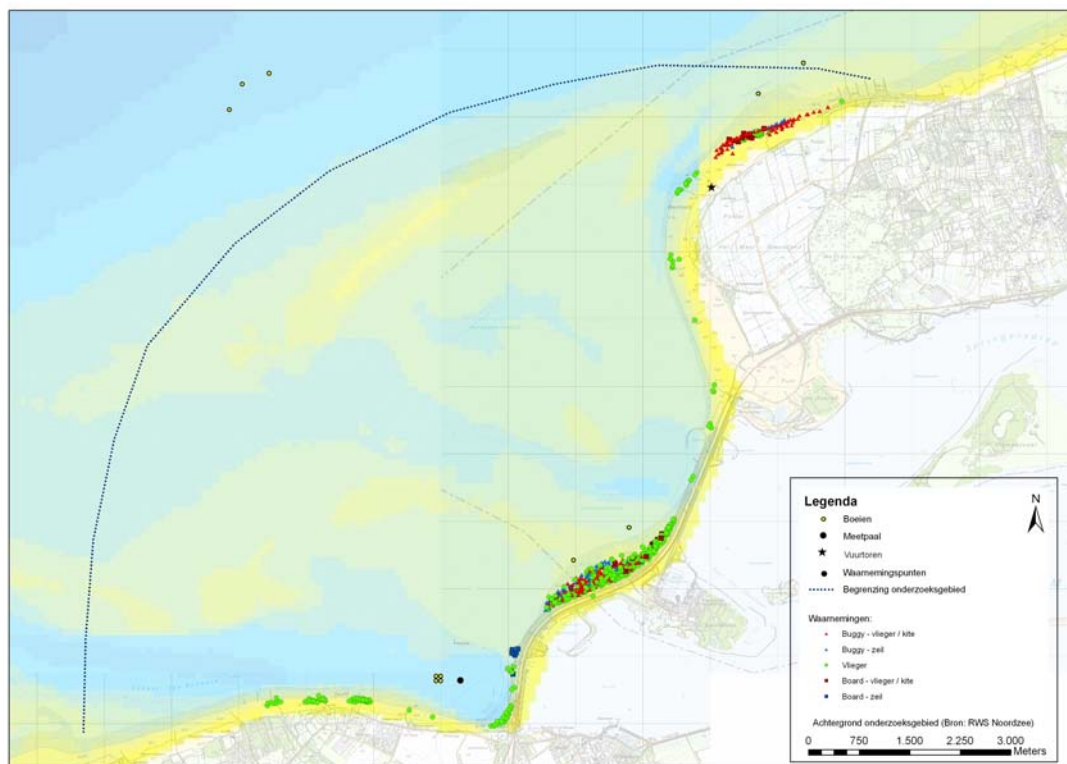 Legenda
N
Boeien
Meetpaal
Vuurtoren
Waarnemingspunten
Begrenzing onderzoeksgebied
Waarnemingen:
Buggy - vlieger / kite
Buggy - zeil
Vlieger
Board - vlieger / kite
Board - zeil
Achtergrond onderzoeksgebied (Bron: RWS Noordzee)
0 750 1.500 2.250 3.000
Meters